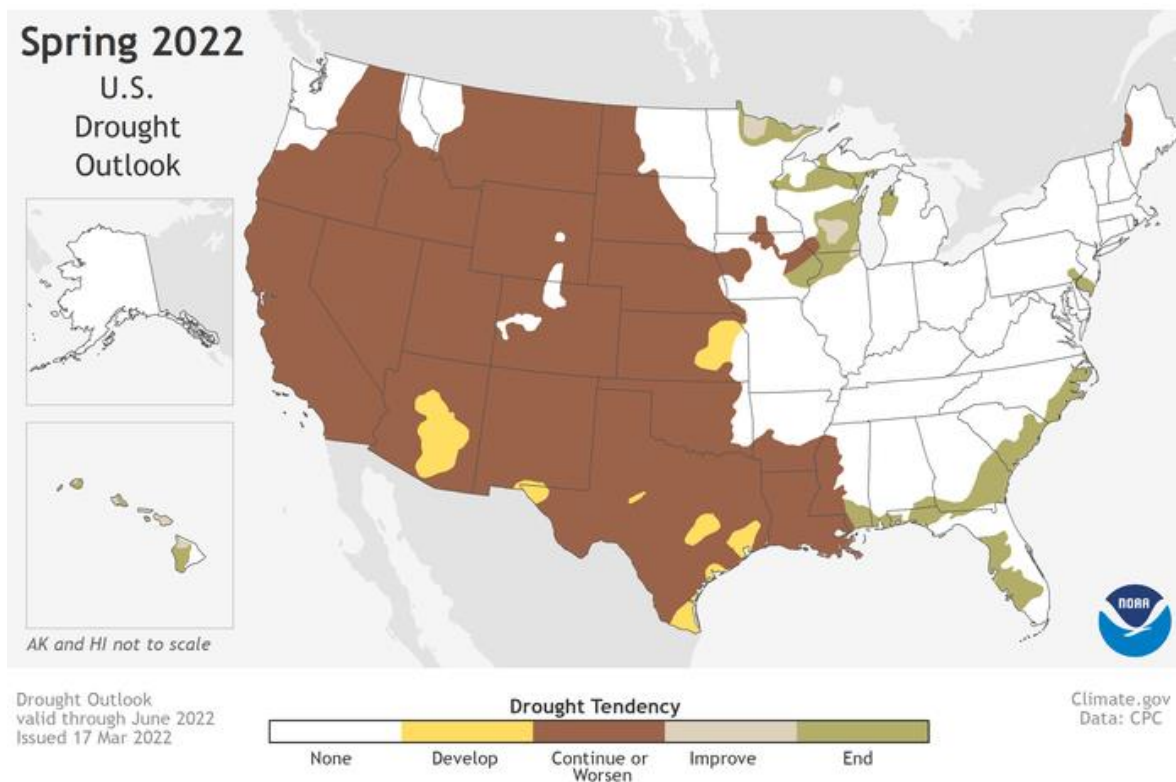 Spring 2022
U.S.
Drought
Outlook
AK and HI not to scale
NOAA
Drought Outlook
valid through June 2022
Issued 17 Mar 2022
Drought Tendency
None
Develop
Continue or
Worsen
Improve
End
Climate.gov
Data: CPC